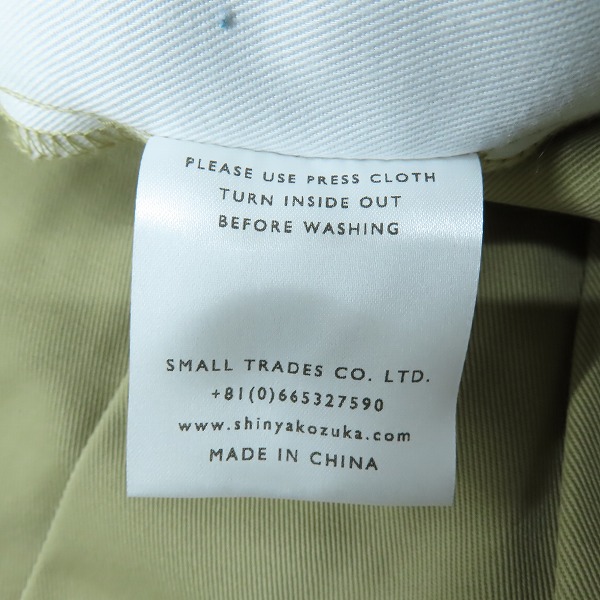 PLEASE USE PRESS CLOTH
TURN INSIDE OUT
BEFORE WASHING
SMALL TRADES CO. LTD.
+81(0)665327590
www.shinyakozuka.com
MADE IN CHINA